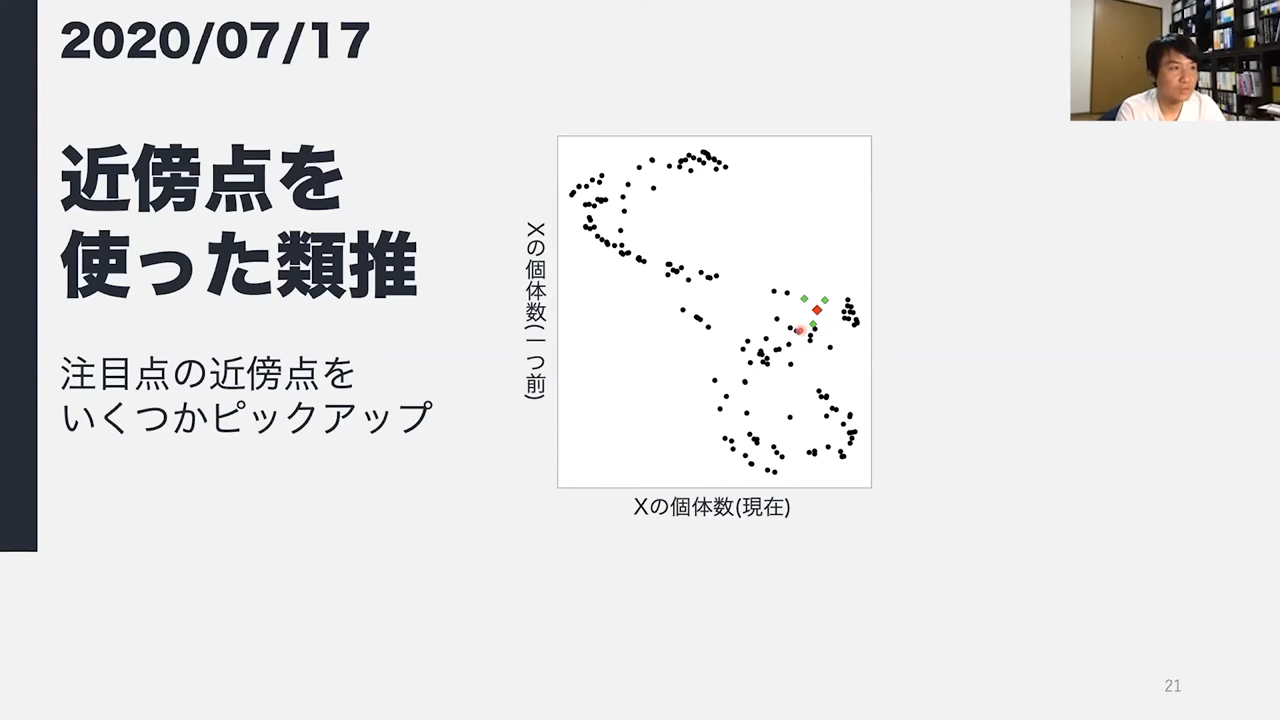 2020/07/17
近傍点を
使った類推
注目点の近傍点を
いくつかピックアップ
Xの個体数(一つ前)
Xの個体数(現在)
21